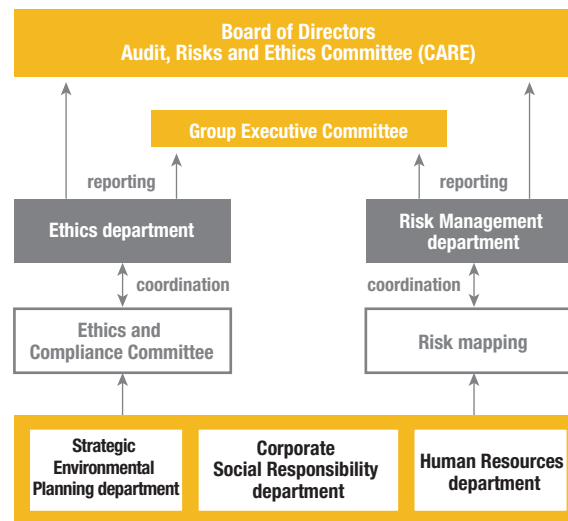 Board of Directors
Audit, Risks and Ethics Committee (CARE)
Group Executive Committee
reporting
reporting
Ethics department
Risk Management
department
coordination
coordination
Ethics and
Compliance Committee
Risk mapping
Strategic
Environmental
Planning department
Corporate
Social Responsibility
department
Human Resources
department